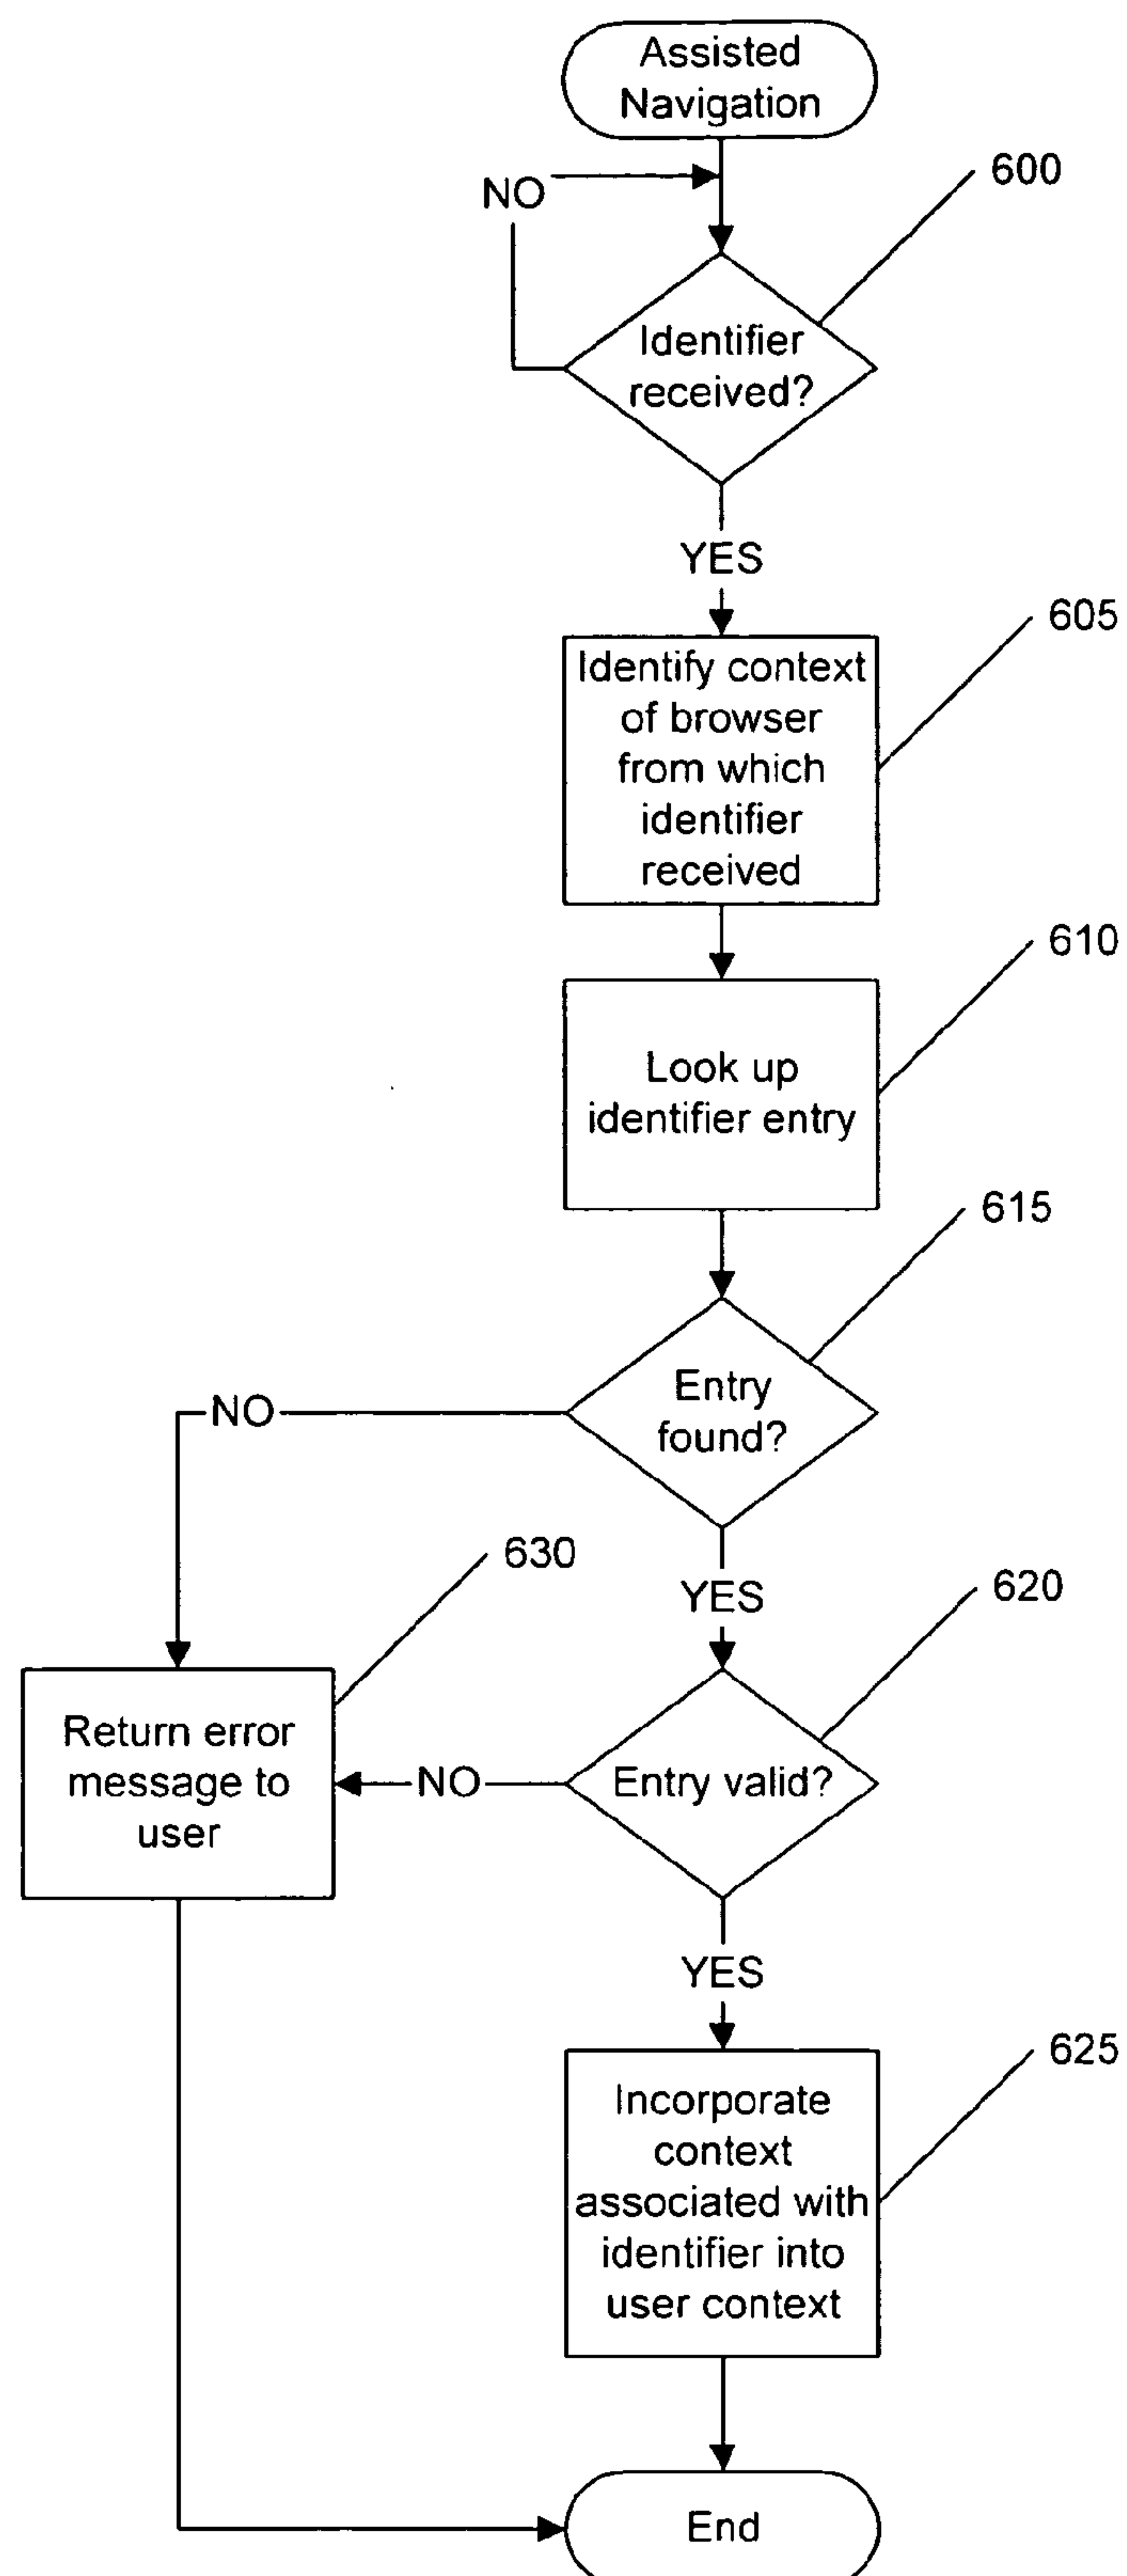 Assisted
Navigation
NO
600
Identifier
received?
YES
605
Identify context
of browser
from which
identifier
received
610
Look up
identifier entry
615
Entry
found?
NO
630
YES
620
Return error
message to
user
NO
Entry valid?
YES
625
Incorporate
context
associated with
identifier into
user context
End